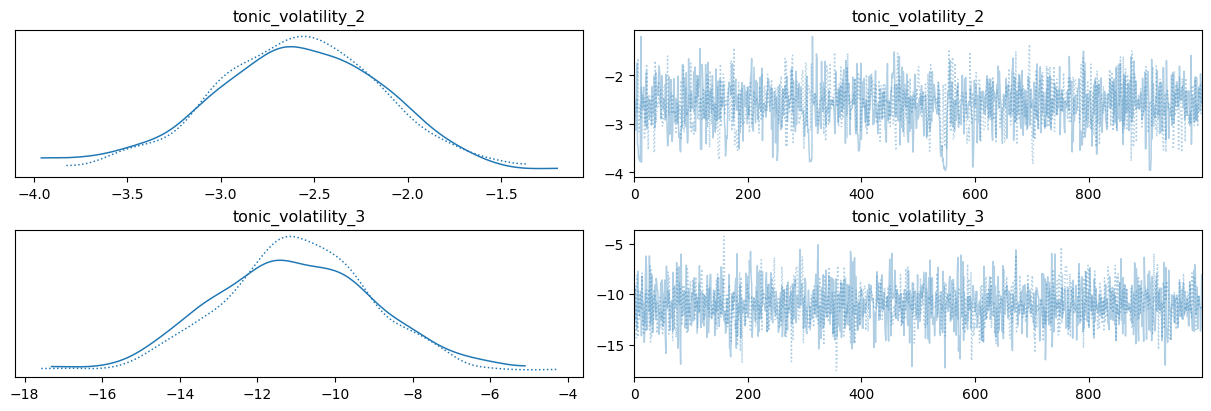 tonic_volatility_2
tonic_volatility_2
−2
−3
−4
−4.0 −3.5 −3.0 −2.5 −2.0 −1.5
0 200 400 600 800
tonic_volatility_3
tonic_volatility_3
−5
−10
−15
−18 −16 −14 −12 −10 −8 −6 −4
0 200 400 600 800